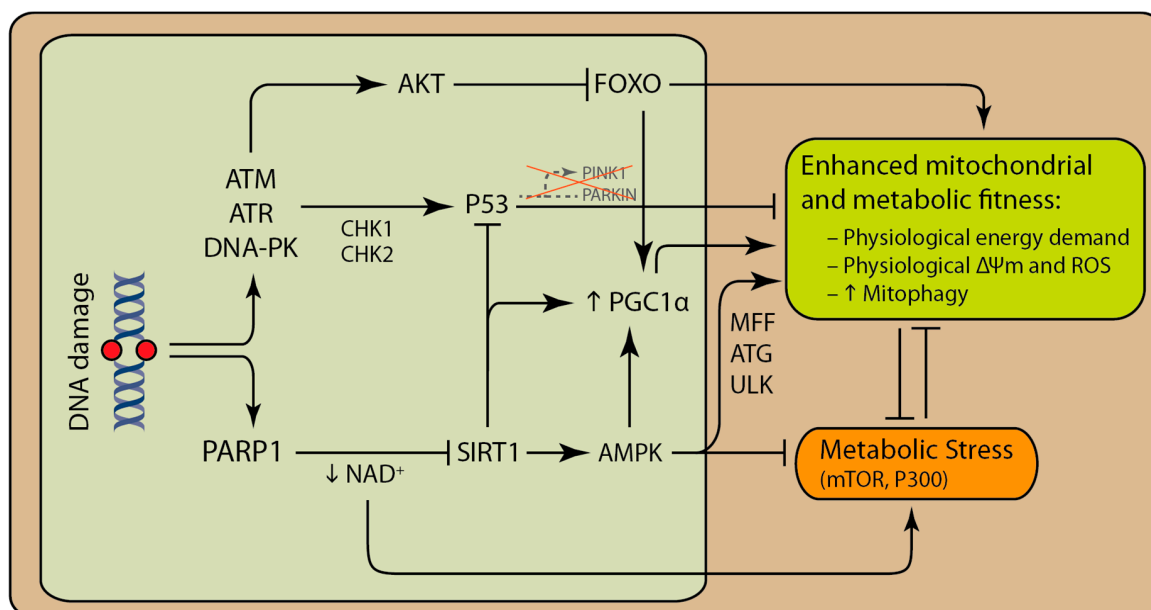 AKT
FOXO
ATM
ATR
DNA-PK
CHK1
CHK2
P53
PINK1
PARKIN
Enhanced mitochondrial
and metabolic fitness:
– Physiological energy demand
– Physiological ΔΨm and ROS
– ↑ Mitophagy
DNA damage
↑ PGC1α
MFF
ATG
ULK
PARP1
↓ NAD⁺
SIRT1
AMPK
Metabolic Stress
(mTOR, P300)